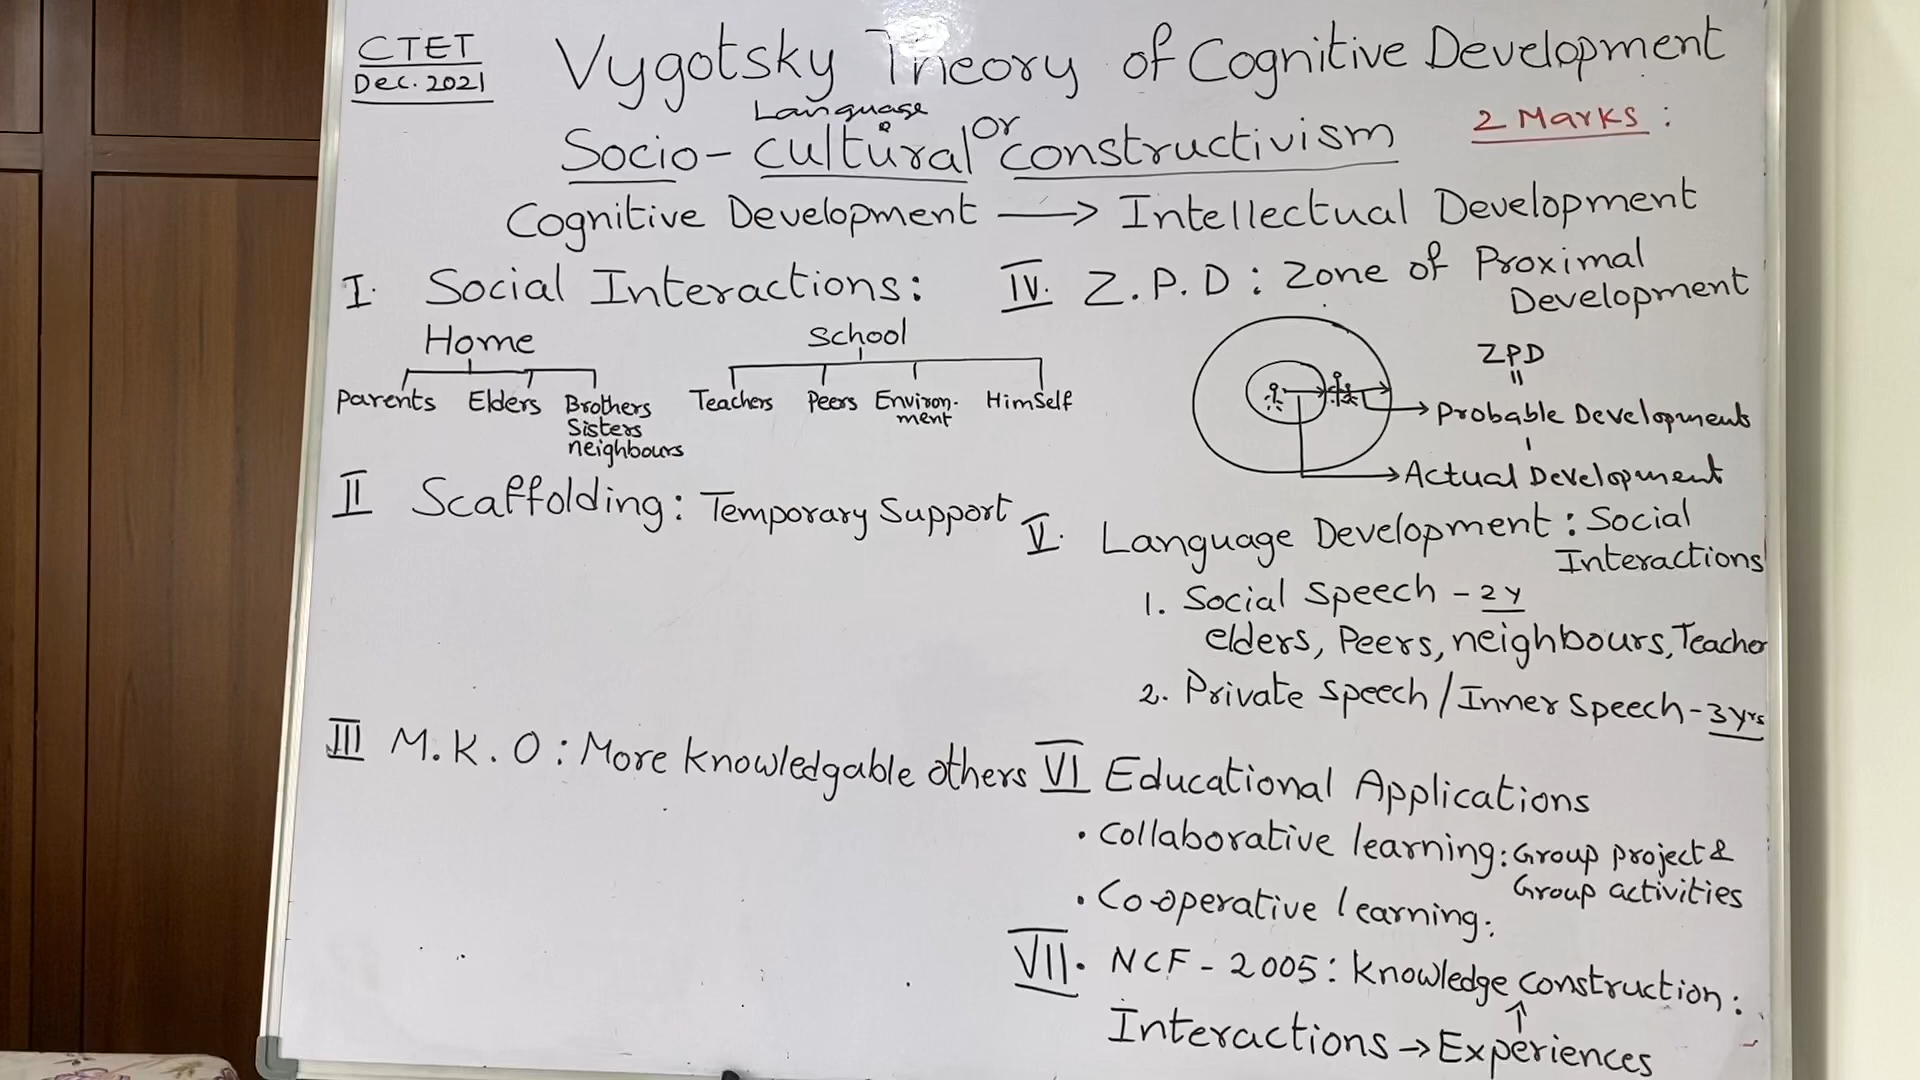 CTET
Dec. 2021
Vygotsky Theory of Cognitive Development
Language
Socio-cultural or constructivism
2 Marks :
Cognitive Development → Intellectual Development
I. Social Interactions :
Home
Parents Elders Brothers
Sisters
neighbours
School
Teachers Peers Environ-
ment
Himself
II Scaffolding : Temporary Support
III M.K.O : More knowledgable others
IV. Z.P.D : Zone of Proximal
Development
ZPD
"
Probable Development
Actual Development
V. Language Development : Social
Interactions
1. Social Speech - 2 y
elders, Peers, neighbours, Teacher
2. Private Speech / Inner Speech - 3 yrs
VI Educational Applications
• Collaborative learning : Group project &
Group activities
• Co-operative learning :
VII. NCF - 2005 : Knowledge construction :
↑
Interactions → Experiences